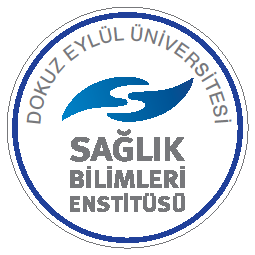 DOKUZ EYLÜL ÜNİVERSİTESİ
SAĞLIK
BİLİMLERİ
ENSTİTÜSÜ